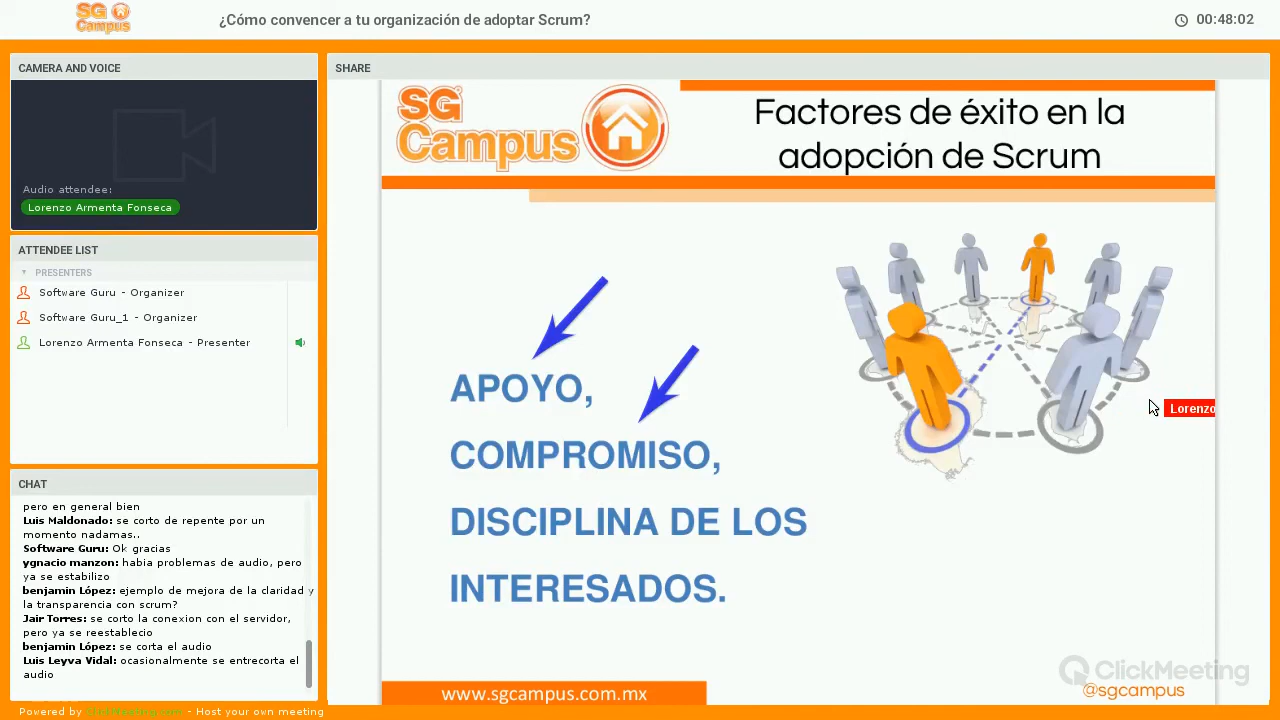 SG
Campus
¿Cómo convencer a tu organización de adoptar Scrum?
00:48:02
CAMERA AND VOICE
Audio attendee:
Lorenzo Armenta Fonseca
ATTENDEE LIST
PRESENTERS
Software Guru - Organizer
Software Guru_1 - Organizer
Lorenzo Armenta Fonseca - Presenter
CHAT
pero en general bien
Luis Maldonado: se corto de repente por un
momento nadamas..
Software Guru: Ok gracias
ygnacio manzon: habia problemas de audio, pero
ya se estabilizo
benjamin López: ejemplo de mejora de la claridad y
la transparencia con scrum?
Jair Torres: se corto la conexion con el servidor,
pero ya se reestablecio
benjamin López: se corta el audio
Luis Leyva Vidal: ocasionalmente se entrecorta el
audio
Powered by ClickMeeting.com - Host your own meeting
SHARE
SG
Campus
Factores de éxito en la
adopción de Scrum
APOYO,
COMPROMISO,
DISCIPLINA DE LOS
INTERESADOS.
Lorenzo
www.sgcampus.com.mx
ClickMeeting
@sgcampus